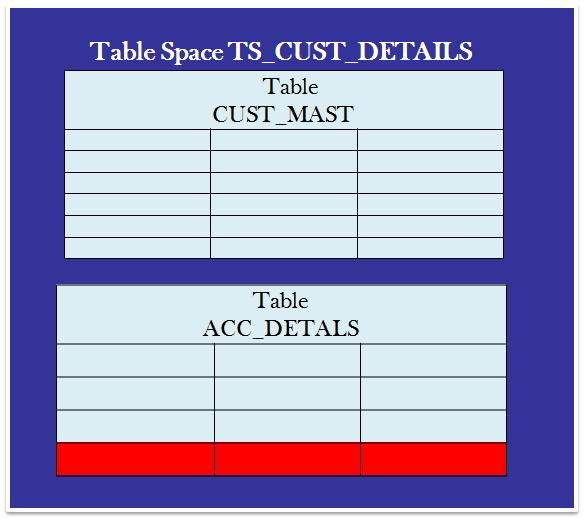 Table Space TS_CUST_DETAILS
Table
CUST_MAST
Table
ACC_DETALS